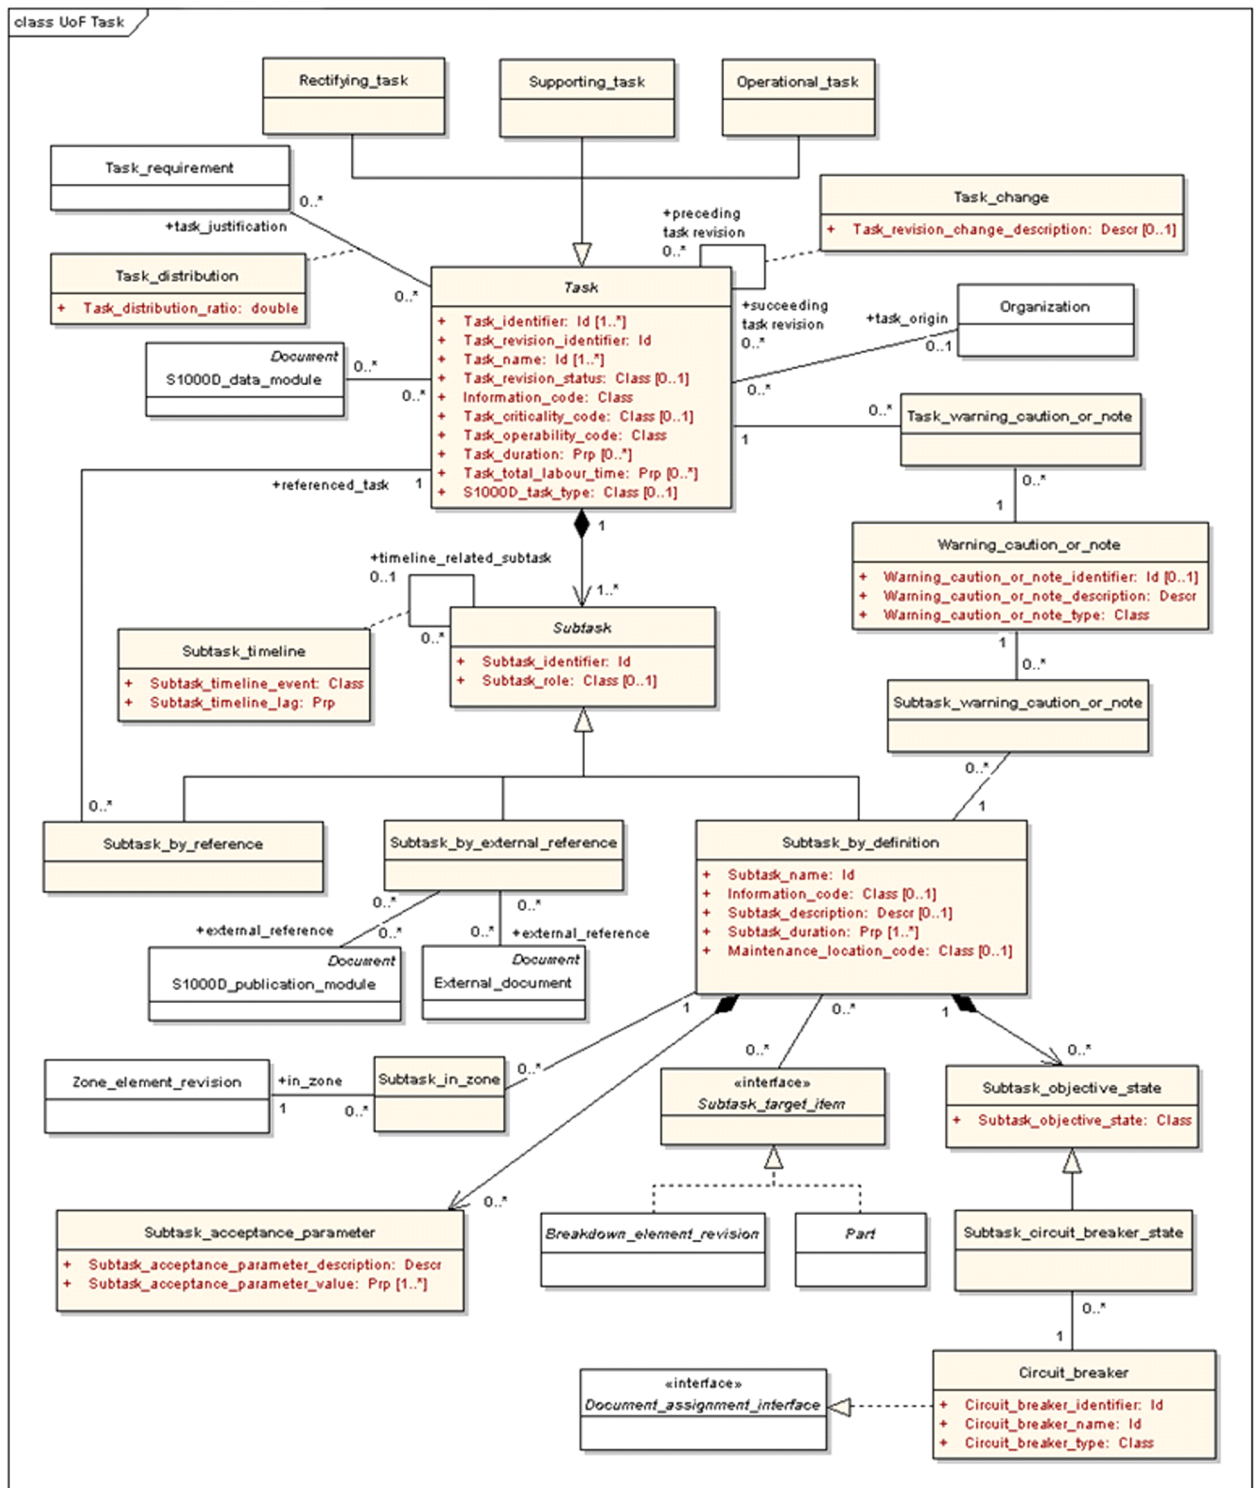 class UoF Task
Rectifying_task
Supporting_task
Operational_task
Task_requirement
0..*
+task_justification
+preceding
task revision
0..*
Task_change
+ Task_revision_change_description: Descr [0..1]
Task_distribution
+ Task_distribution_ratio: double
0..*
Task
+ Task_identifier: Id [1..*]
+ Task_revision_identifier: Id
+ Task_name: Id [1..*]
+ Task_revision_status: Class [0..1]
+ Information_code: Class
+ Task_criticality_code: Class [0..1]
+ Task_operability_code: Class
+ Task_duration: Prp [0..*]
+ Task_total_labour_time: Prp [0..*]
+ S1000D_task_type: Class [0..1]
+succeeding
task revision
0..*
+task_origin
0..1
0..*
Organization
Document
S1000D_data_module
0..*
0..*
0..*
1
Task_warning_caution_or_note
0..*
1
+referenced_task
1
1
1..*
Warning_caution_or_note
+ Warning_caution_or_note_identifier: Id [0..1]
+ Warning_caution_or_note_description: Descr
+ Warning_caution_or_note_type: Class
1
0..*
+timeline_related_subtask
0..1
0..*
Subtask
+ Subtask_identifier: Id
+ Subtask_role: Class [0..1]
Subtask_timeline
+ Subtask_timeline_event: Class
+ Subtask_timeline_lag: Prp
Subtask_warning_caution_or_note
0..*
1
0..*
Subtask_by_reference
Subtask_by_external_reference
Subtask_by_definition
+ Subtask_name: Id
+ Information_code: Class [0..1]
+ Subtask_description: Descr [0..1]
+ Subtask_duration: Prp [1..*]
+ Maintenance_location_code: Class [0..1]
0..*
0..*
+external_reference
0..*
0..*
+external_reference
Document
S1000D_publication_module
Document
External_document
1
0..*
1
0..*
0..*
0..*
Zone_element_revision
+in_zone
1
0..*
Subtask_in_zone
«interface»
Subtask_target_item
Subtask_objective_state
+ Subtask_objective_state: Class
0..*
Subtask_acceptance_parameter
+ Subtask_acceptance_parameter_description: Descr
+ Subtask_acceptance_parameter_value: Prp [1..*]
Breakdown_element_revision
Part
Subtask_circuit_breaker_state
0..*
1
«interface»
Document_assignment_interface
Circuit_breaker
+ Circuit_breaker_identifier: Id
+ Circuit_breaker_name: Id
+ Circuit_breaker_type: Class